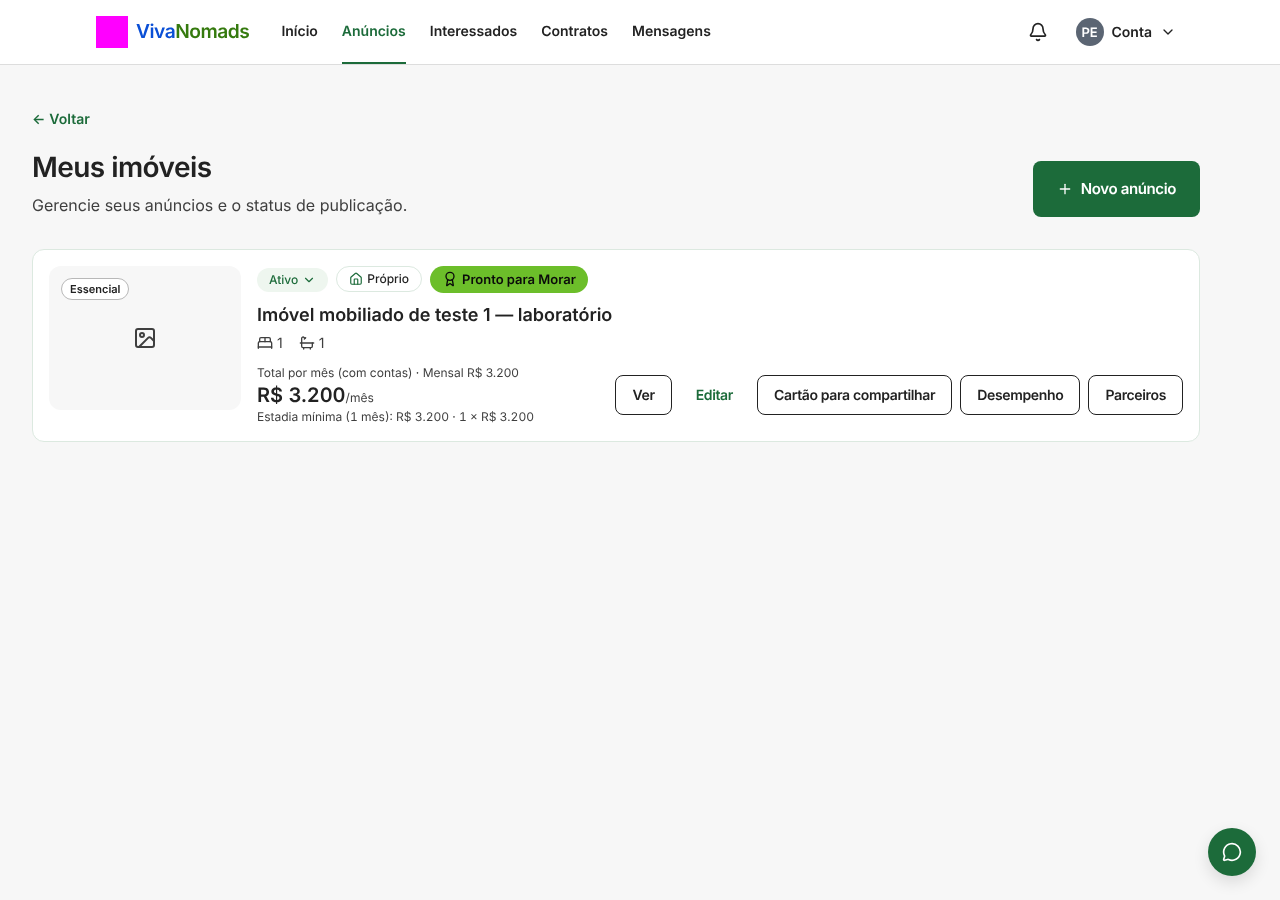 VivaNomads
Início
Anúncios
Interessados
Contratos
Mensagens
PE
Conta
← Voltar
Meus imóveis
Gerencie seus anúncios e o status de publicação.
+ Novo anúncio
Essencial
Ativo
Próprio
Pronto para Morar
Imóvel mobiliado de teste 1 — laboratório
1
1
Total por mês (com contas) · Mensal R$ 3.200
R$ 3.200/mês
Estadia mínima (1 mês): R$ 3.200 · 1 × R$ 3.200
Ver
Editar
Cartão para compartilhar
Desempenho
Parceiros